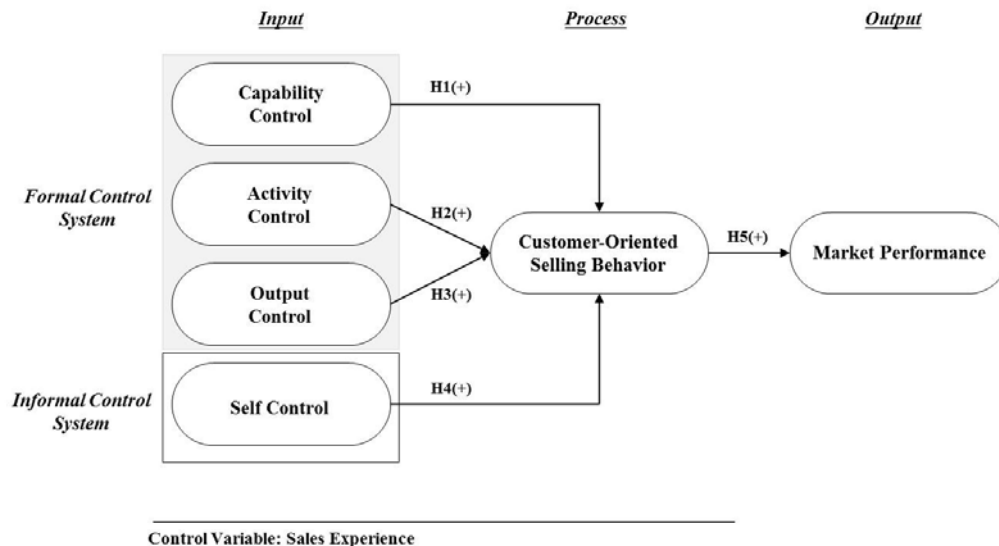 Input
Process
Output
Capability
Control
H1(+)
Formal Control
System
Activity
Control
H2(+)
Customer-Oriented
Selling Behavior
H5(+)
Market Performance
Output
Control
H3(+)
Informal Control
System
Self Control
H4(+)
Control Variable: Sales Experience